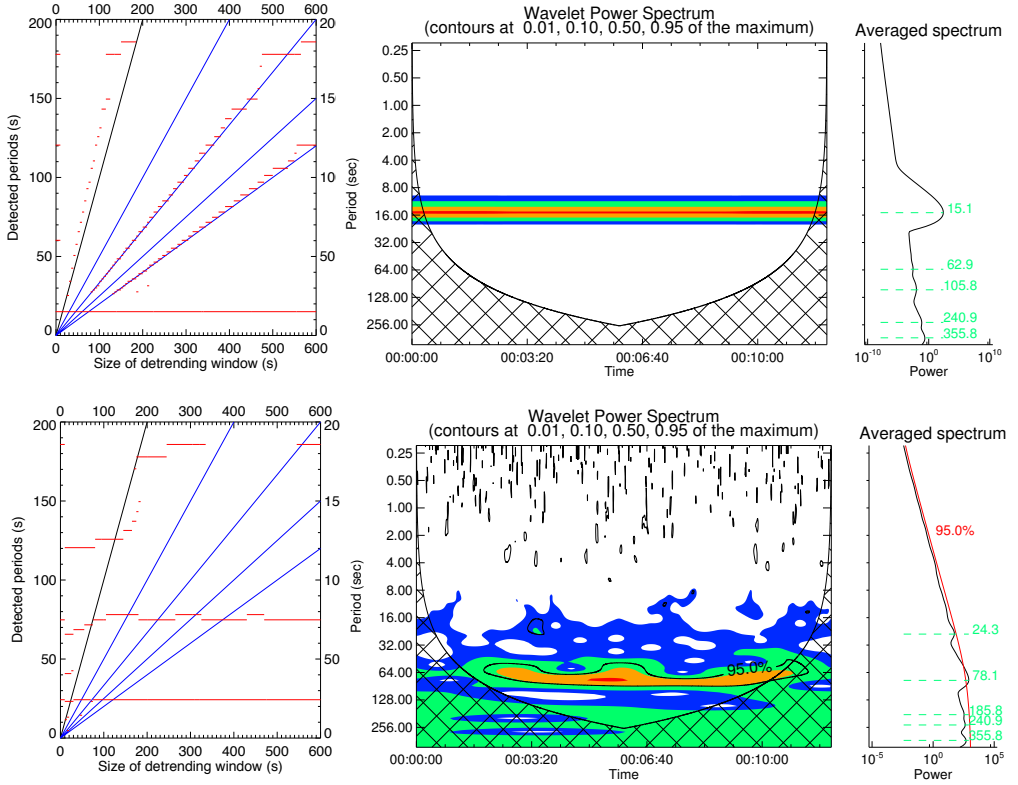 0 100 200 300 400 500 600
200
150
100
50
0
20
15
10
5
0
Detected periods (s)
0 100 200 300 400 500 600
Size of detrending window (s)
Wavelet Power Spectrum
(contours at 0.01, 0.10, 0.50, 0.95 of the maximum)
Period (sec)
0.25
0.50
1.00
2.00
4.00
8.00
16.00
32.00
64.00
128.00
256.00
00:00:00 00:03:20 00:06:40 00:10:00
Time
Averaged spectrum
15.1
62.9
105.8
240.9
355.8
10^-10 10^0 10^10
Power
0 100 200 300 400 500 600
200
150
100
50
0
20
15
10
5
0
Detected periods (s)
0 100 200 300 400 500 600
Size of detrending window (s)
Wavelet Power Spectrum
(contours at 0.01, 0.10, 0.50, 0.95 of the maximum)
Period (sec)
0.25
0.50
1.00
2.00
4.00
8.00
16.00
32.00
64.00
128.00
256.00
95.0%
00:00:00 00:03:20 00:06:40 00:10:00
Time
Averaged spectrum
95.0%
24.3
78.1
185.8
240.9
355.8
10^-5 10^0 10^5
Power